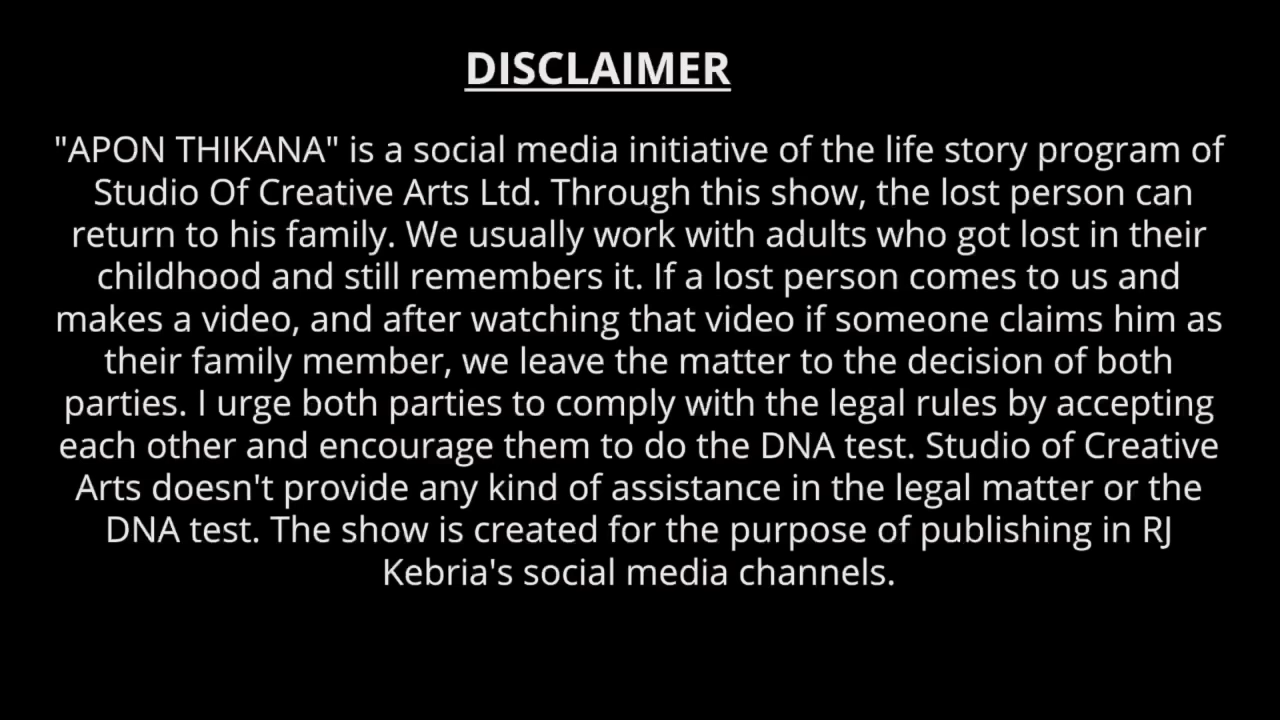 DISCLAIMER
"APON THIKANA" is a social media initiative of the life story program of
Studio Of Creative Arts Ltd. Through this show, the lost person can
return to his family. We usually work with adults who got lost in their
childhood and still remembers it. If a lost person comes to us and
makes a video, and after watching that video if someone claims him as
their family member, we leave the matter to the decision of both
parties. I urge both parties to comply with the legal rules by accepting
each other and encourage them to do the DNA test. Studio of Creative
Arts doesn't provide any kind of assistance in the legal matter or the
DNA test. The show is created for the purpose of publishing in RJ
Kebria's social media channels.